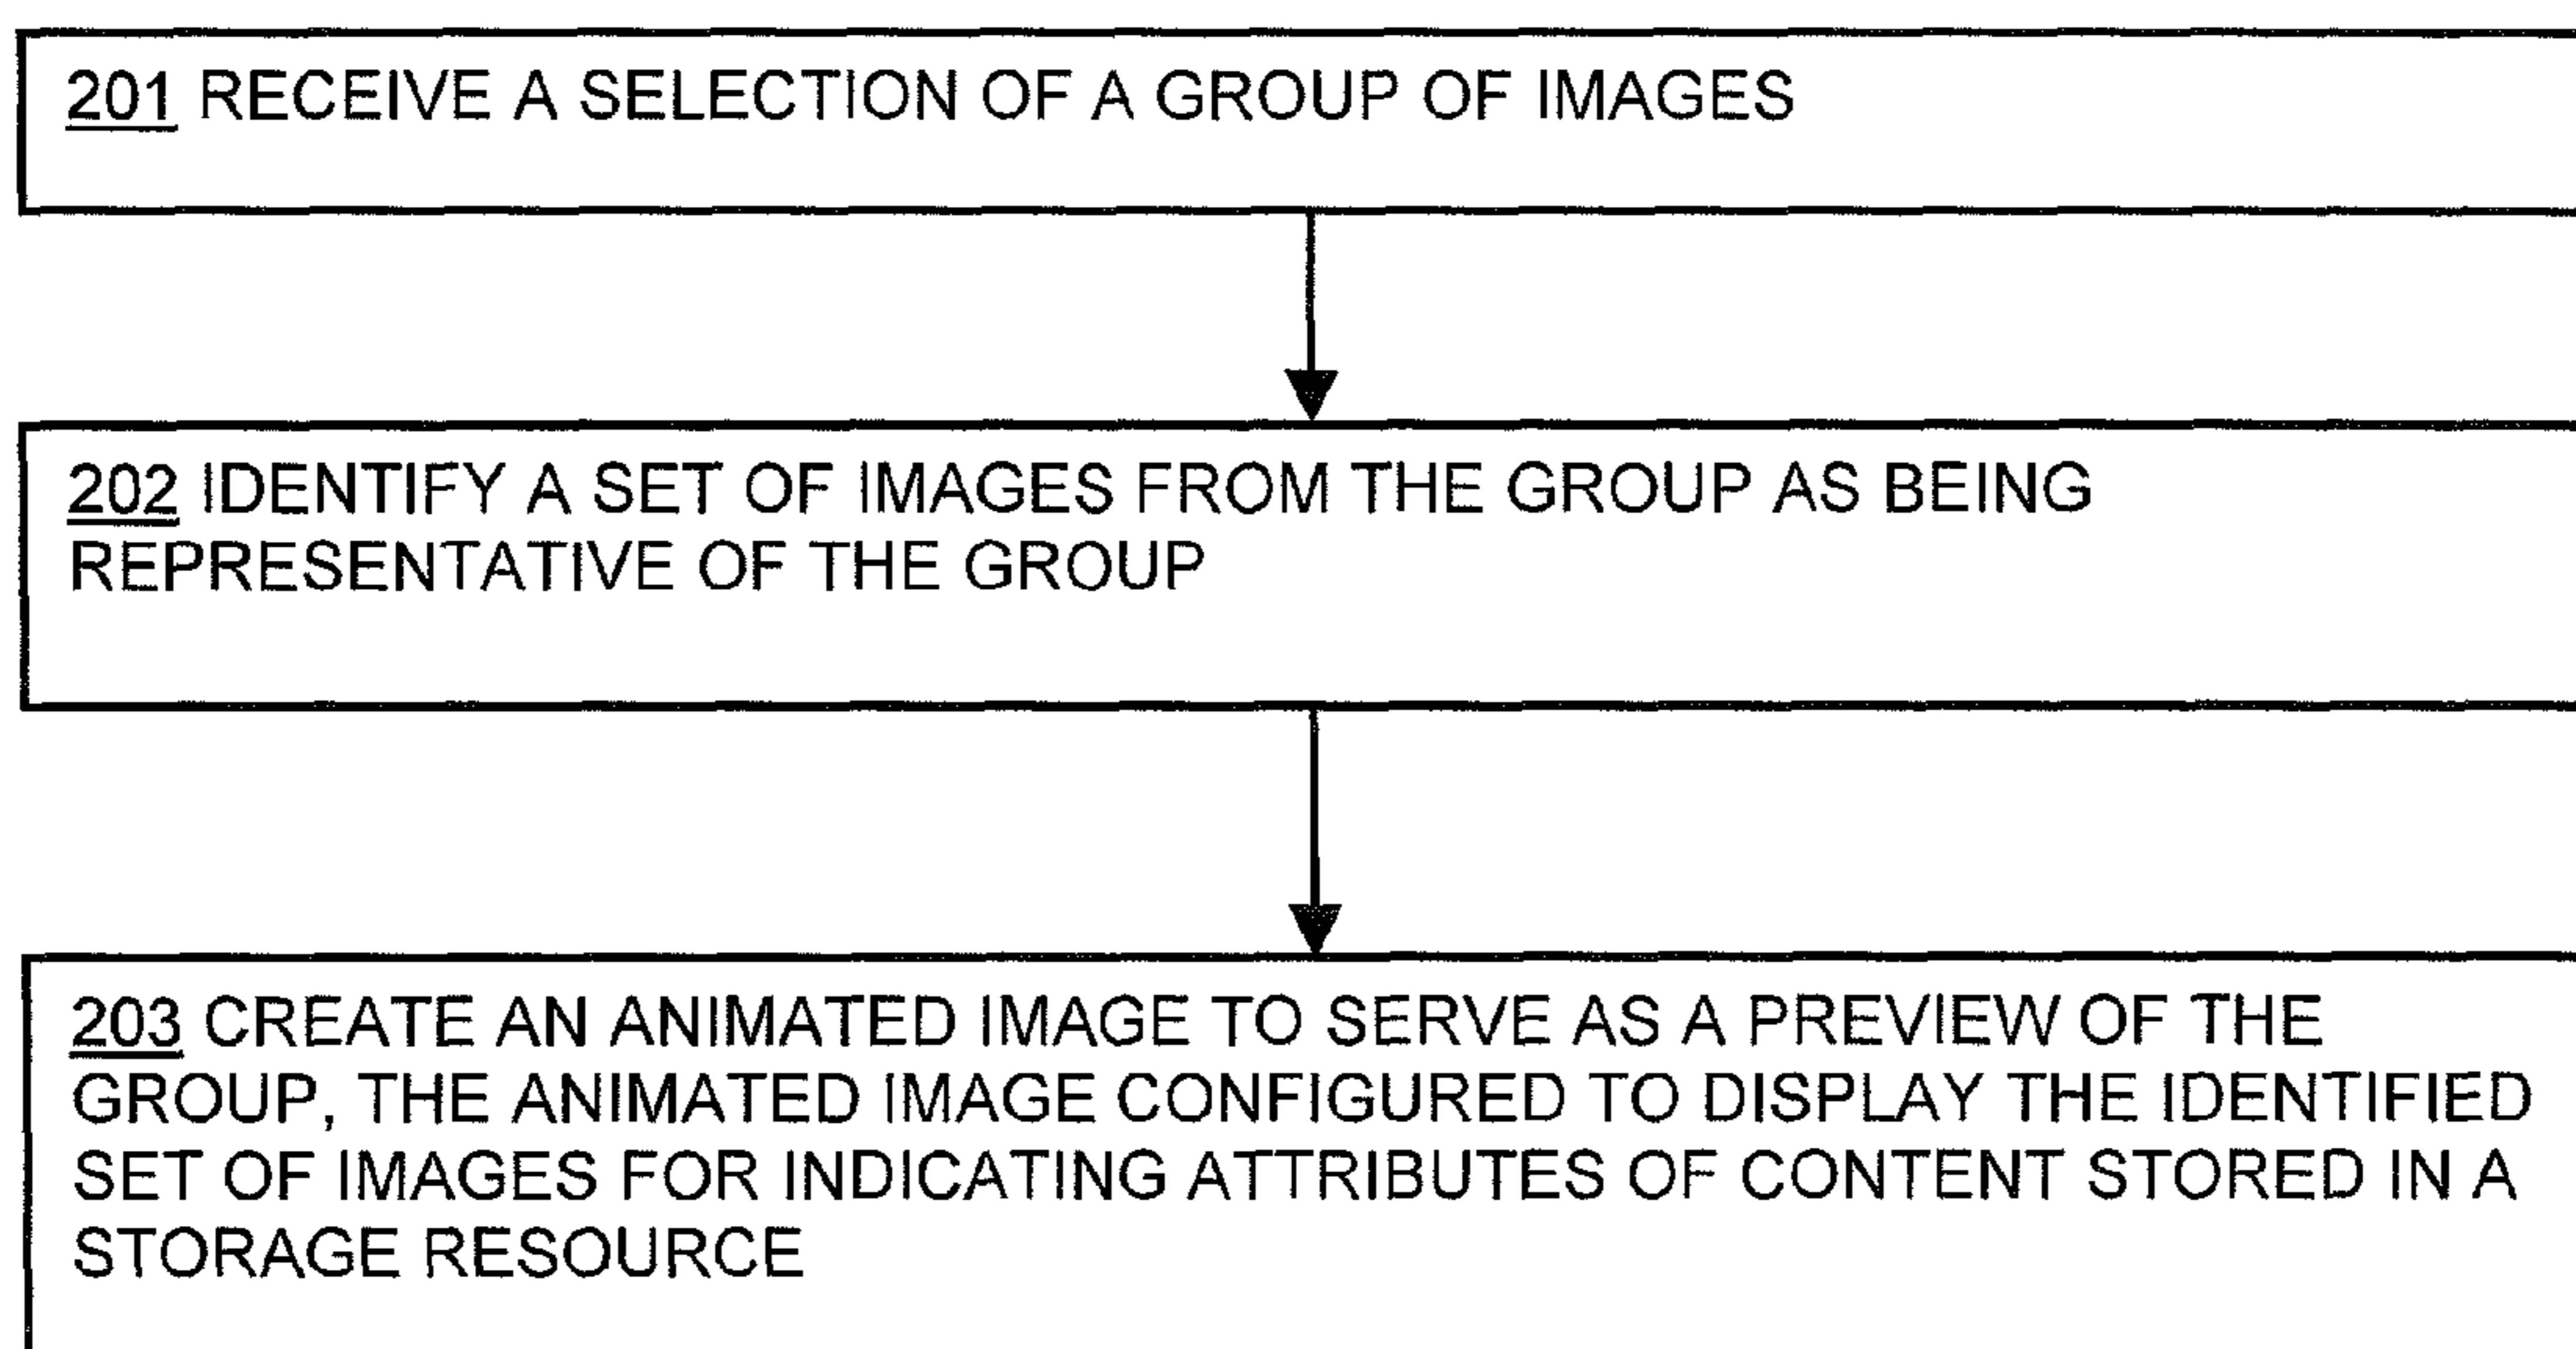 201 RECEIVE A SELECTION OF A GROUP OF IMAGES
202 IDENTIFY A SET OF IMAGES FROM THE GROUP AS BEING
REPRESENTATIVE OF THE GROUP
203 CREATE AN ANIMATED IMAGE TO SERVE AS A PREVIEW OF THE
GROUP, THE ANIMATED IMAGE CONFIGURED TO DISPLAY THE IDENTIFIED
SET OF IMAGES FOR INDICATING ATTRIBUTES OF CONTENT STORED IN A
STORAGE RESOURCE